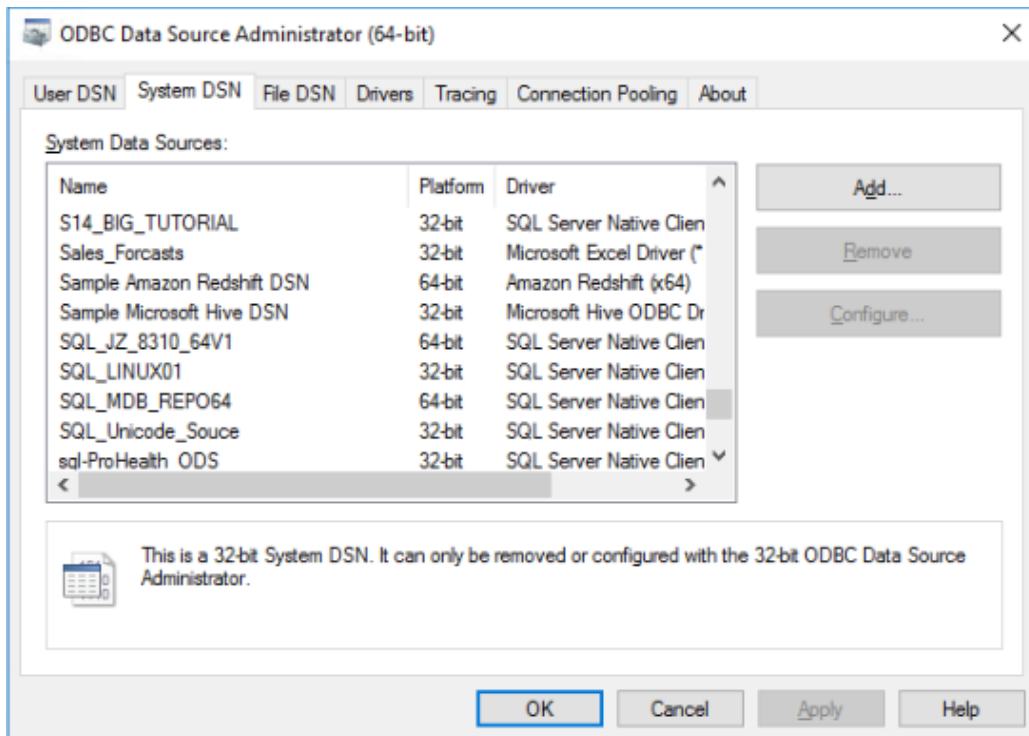 ODBC Data Source Administrator (64-bit)
User DSN System DSN File DSN Drivers Tracing Connection Pooling About
System Data Sources:
Name Platform Driver
S14_BIG_TUTORIAL 32-bit SQL Server Native Clien
Sales_Forcasts 32-bit Microsoft Excel Driver (*
Sample Amazon Redshift DSN 64-bit Amazon Redshift (x64)
Sample Microsoft Hive DSN 32-bit Microsoft Hive ODBC Dr
SQL_JZ_8310_64V1 64-bit SQL Server Native Clien
SQL_LINUX01 32-bit SQL Server Native Clien
SQL_MDB_REPO64 64-bit SQL Server Native Clien
SQL_Unicode_Souce 32-bit SQL Server Native Clien
sql-ProHealth_ODS 32-bit SQL Server Native Clien
Add...
Remove
Configure...
This is a 32-bit System DSN. It can only be removed or configured with the 32-bit ODBC Data Source
Administrator.
OK Cancel Apply Help